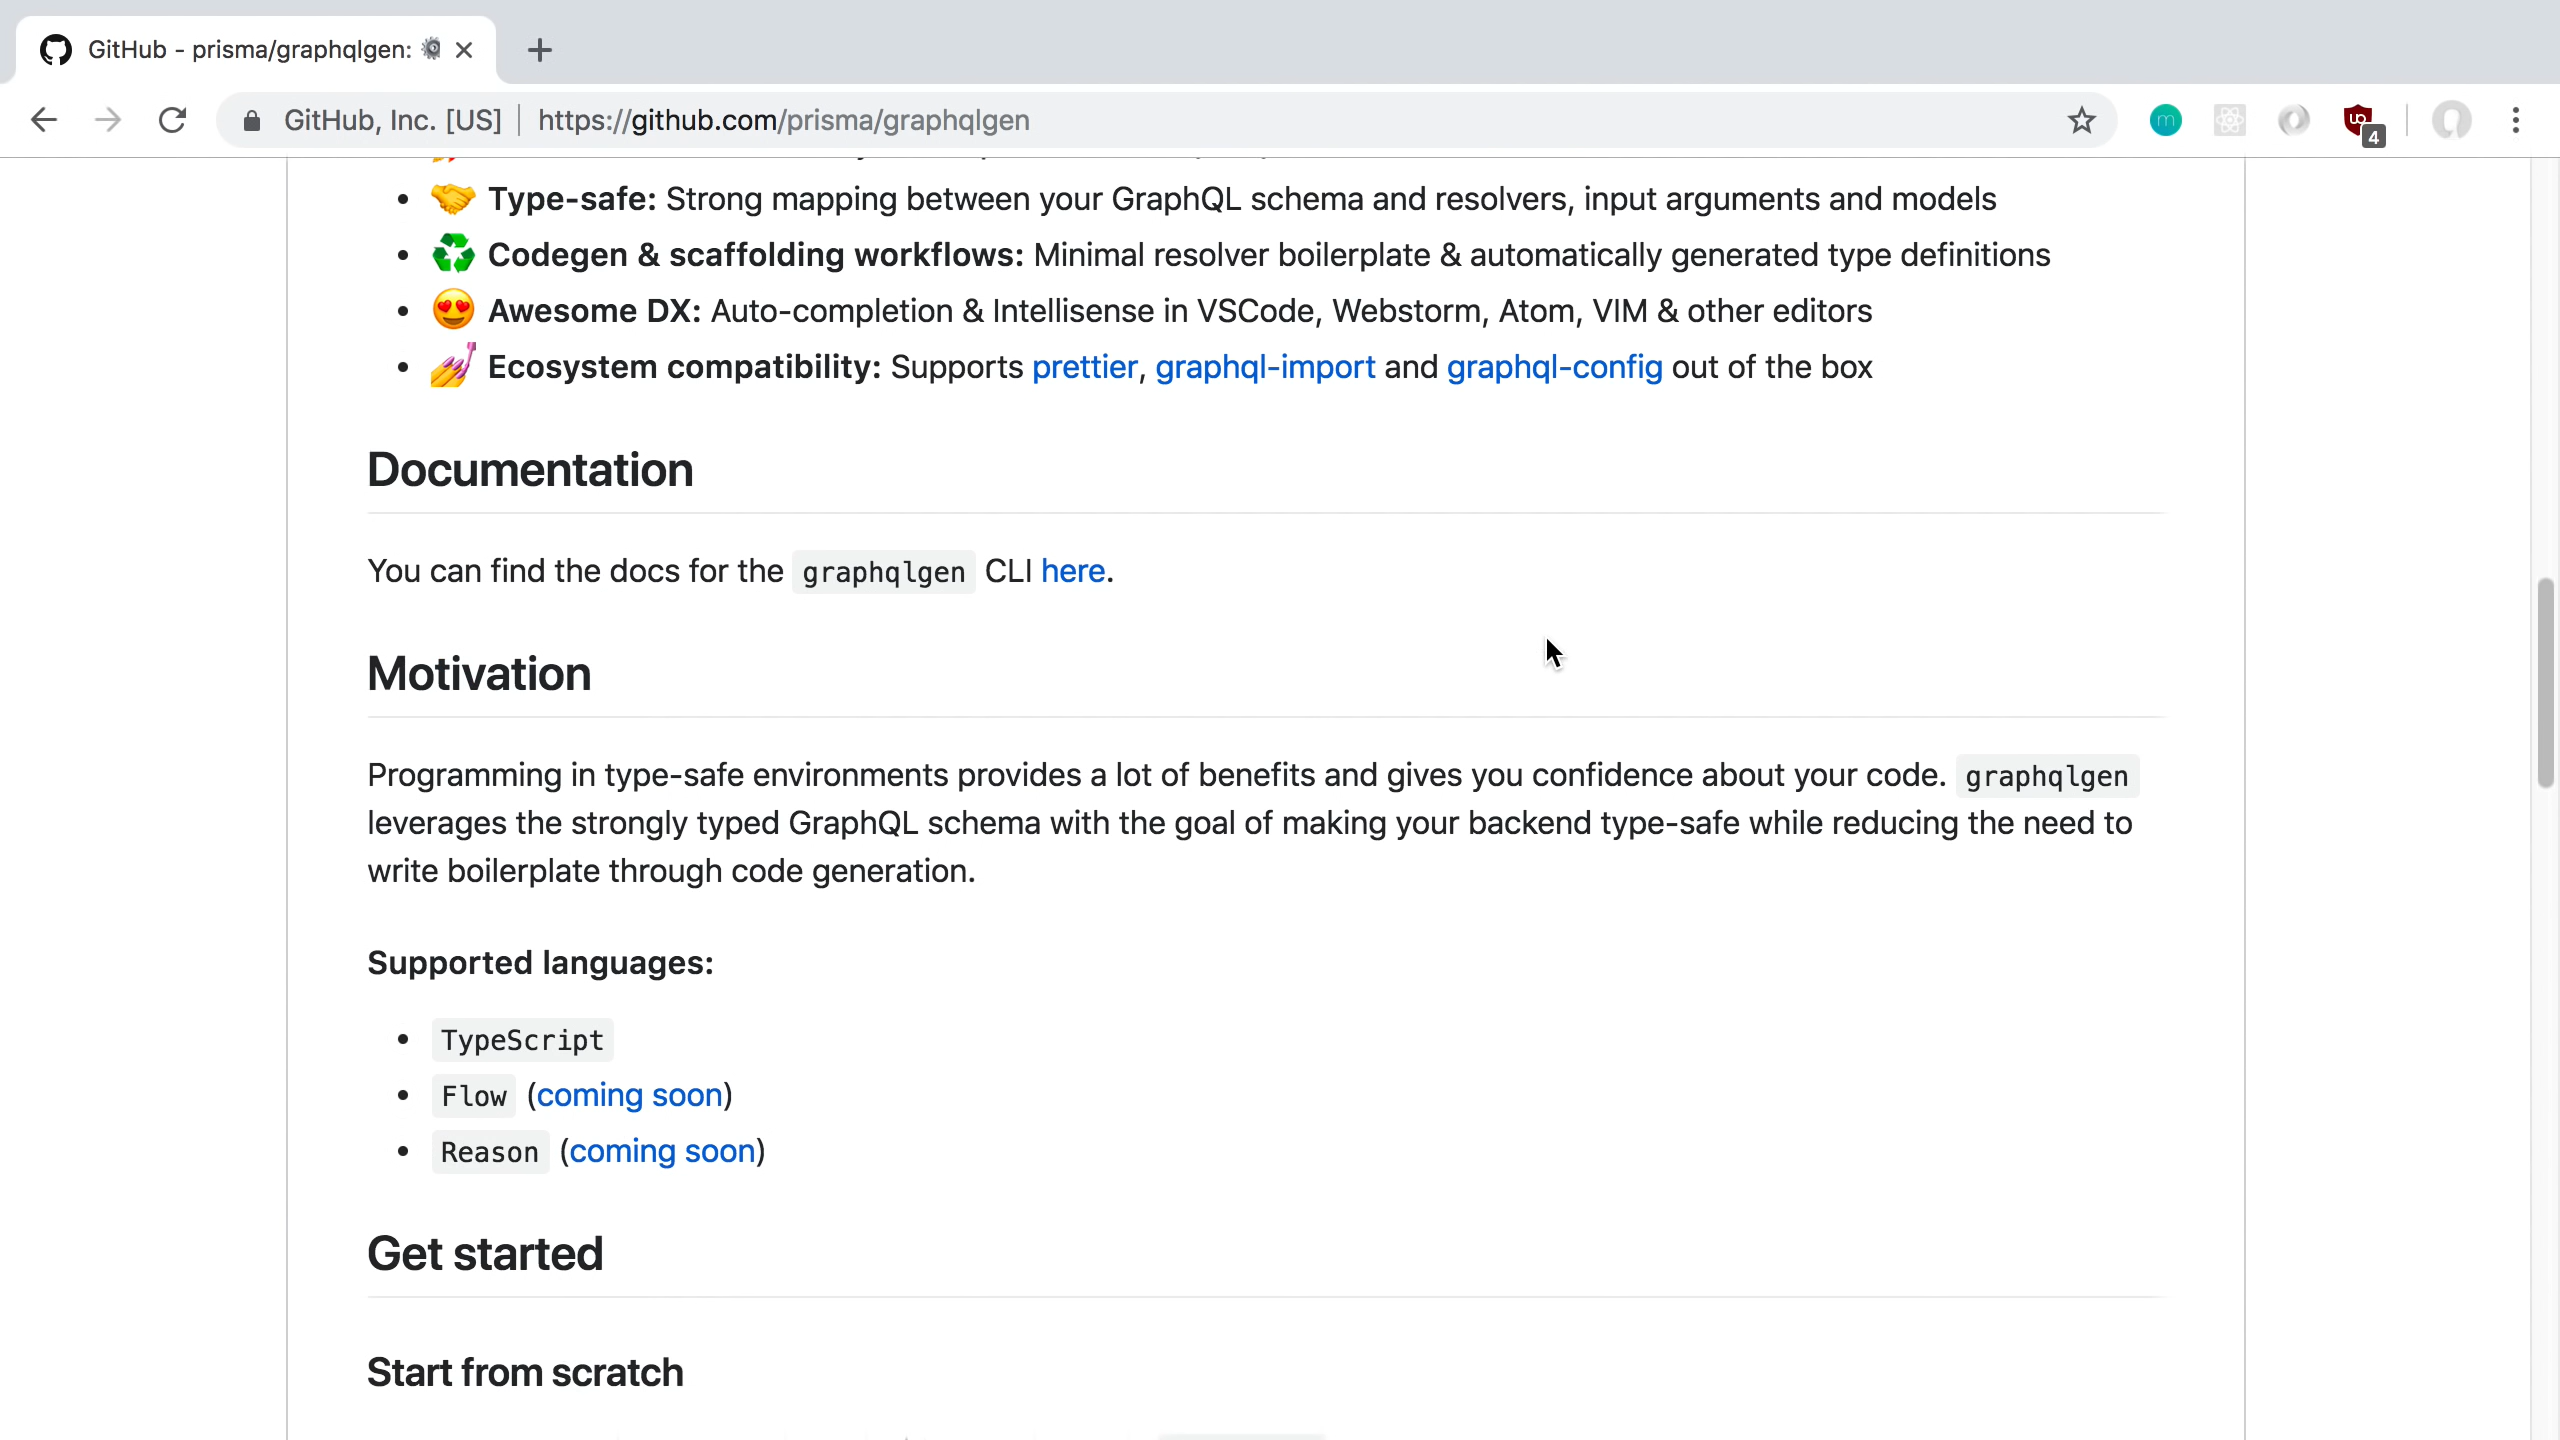 GitHub - prisma/graphqlgen:
GitHub, Inc. [US] https://github.com/prisma/graphqlgen
4
Type-safe: Strong mapping between your GraphQL schema and resolvers, input arguments and models
Codegen & scaffolding workflows: Minimal resolver boilerplate & automatically generated type definitions
Awesome DX: Auto-completion & Intellisense in VSCode, Webstorm, Atom, VIM & other editors
Ecosystem compatibility: Supports prettier, graphql-import and graphql-config out of the box
Documentation
You can find the docs for the graphqlgen CLI here.
Motivation
Programming in type-safe environments provides a lot of benefits and gives you confidence about your code. graphqlgen
leverages the strongly typed GraphQL schema with the goal of making your backend type-safe while reducing the need to
write boilerplate through code generation.
Supported languages:
TypeScript
Flow (coming soon)
Reason (coming soon)
Get started
Start from scratch